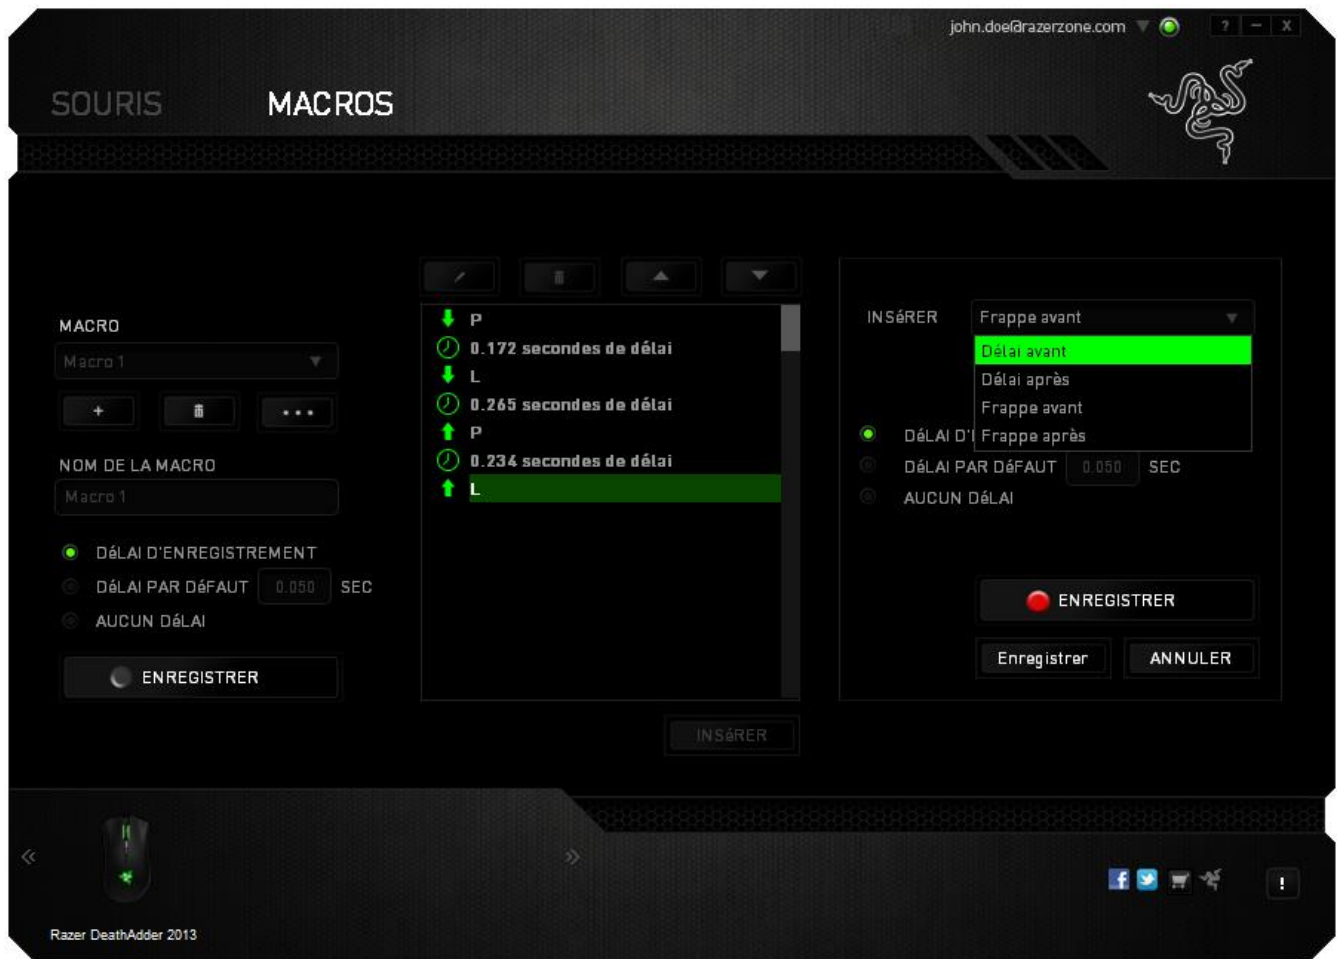 john.doe@razerzone.com
? — X
SOURIS
MACROS
MACRO
Macro 1
+
...
NOM DE LA MACRO
Macro 1
DéLAI D'ENREGISTREMENT
DéLAI PAR DéFAUT 0.050 SEC
AUCUN DéLAI
ENREGISTRER
P
0.172 secondes de délai
L
0.265 secondes de délai
P
0.234 secondes de délai
L
INSéRER
INSéRER
Frappe avant
Délai avant
Délai après
Frappe avant
Frappe après
DéLAI D'
DéLAI PAR DéFAUT 0.050 SEC
AUCUN DéLAI
ENREGISTRER
Enregistrer
ANNULER
Razer DeathAdder 2013
f
!